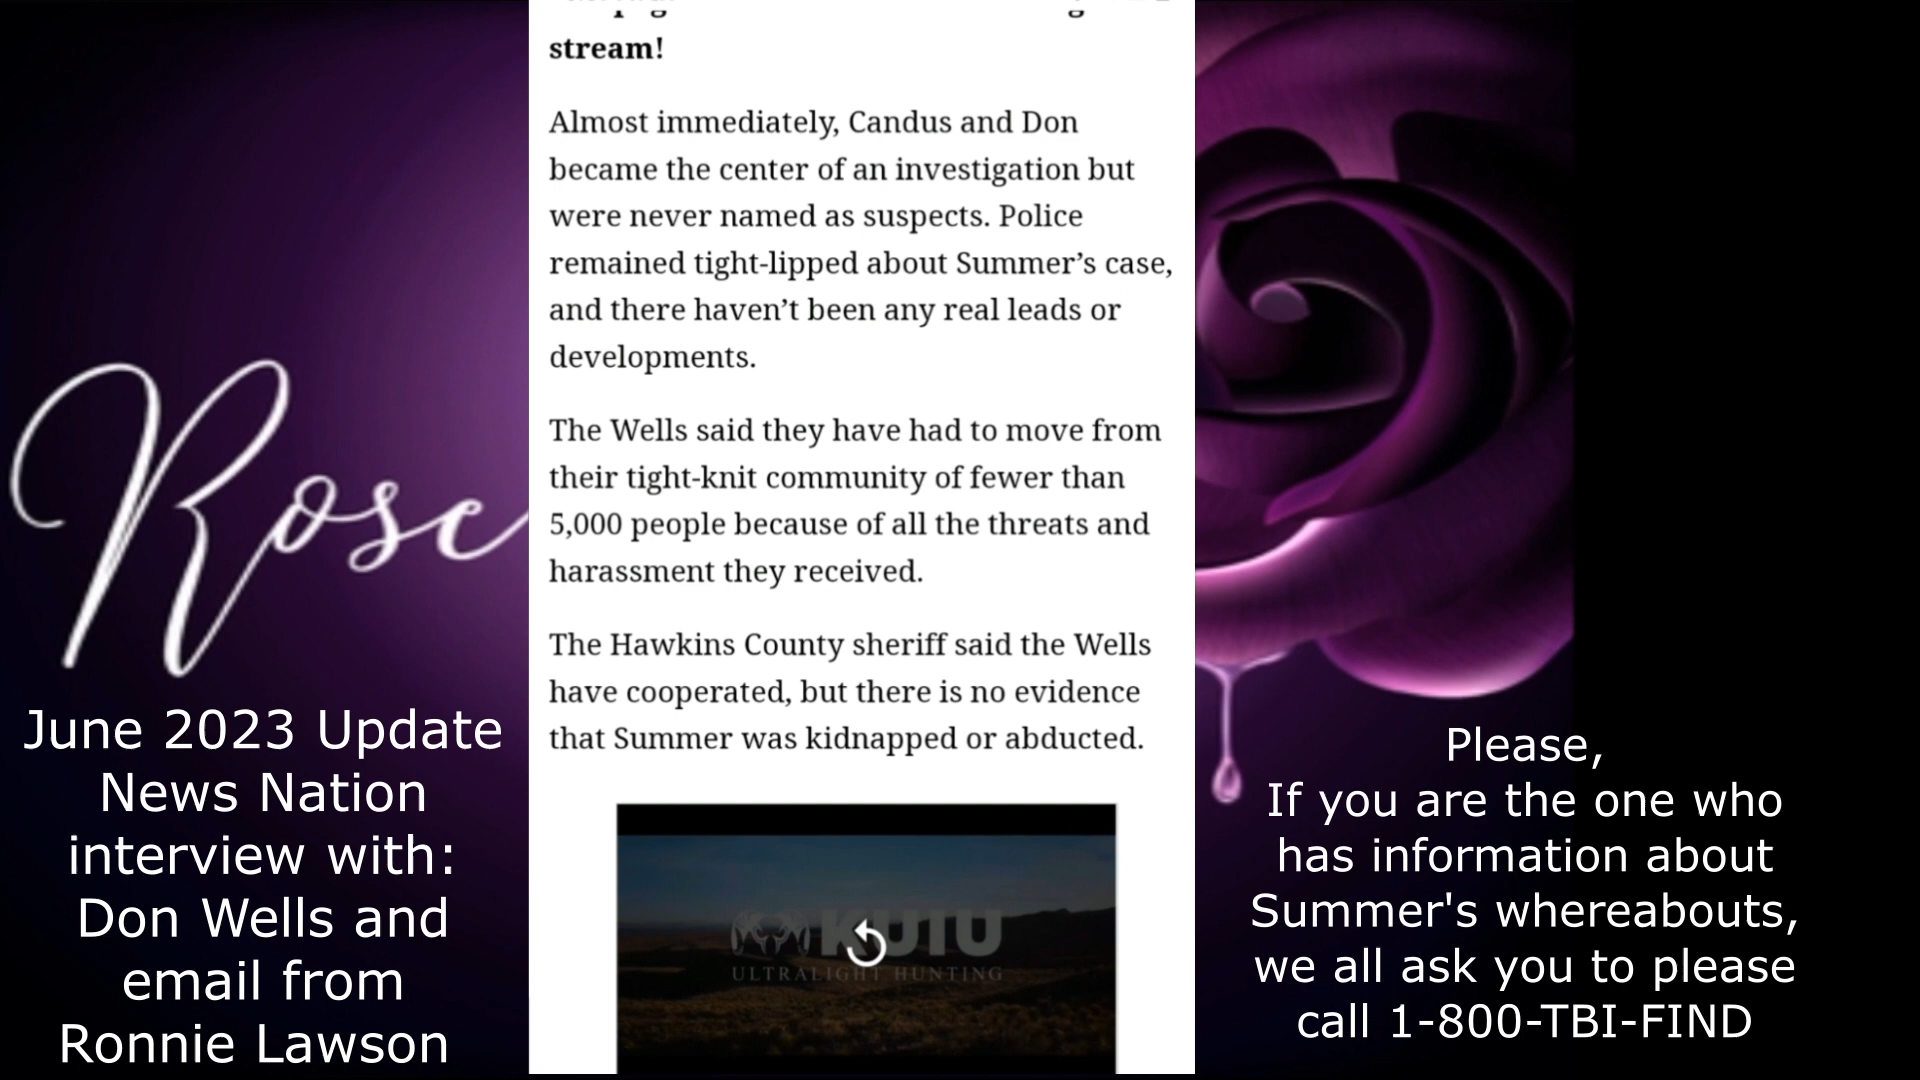 stream!
Almost immediately, Candus and Don
became the center of an investigation but
were never named as suspects. Police
remained tight-lipped about Summer’s case,
and there haven’t been any real leads or
developments.
The Wells said they have had to move from
their tight-knit community of fewer than
5,000 people because of all the threats and
harassment they received.
The Hawkins County sheriff said the Wells
have cooperated, but there is no evidence
that Summer was kidnapped or abducted.
KUIU
ULTRALIGHT HUNTING
Rose
June 2023 Update
News Nation
interview with:
Don Wells and
email from
Ronnie Lawson
Please,
If you are the one who
has information about
Summer's whereabouts,
we all ask you to please
call 1-800-TBI-FIND